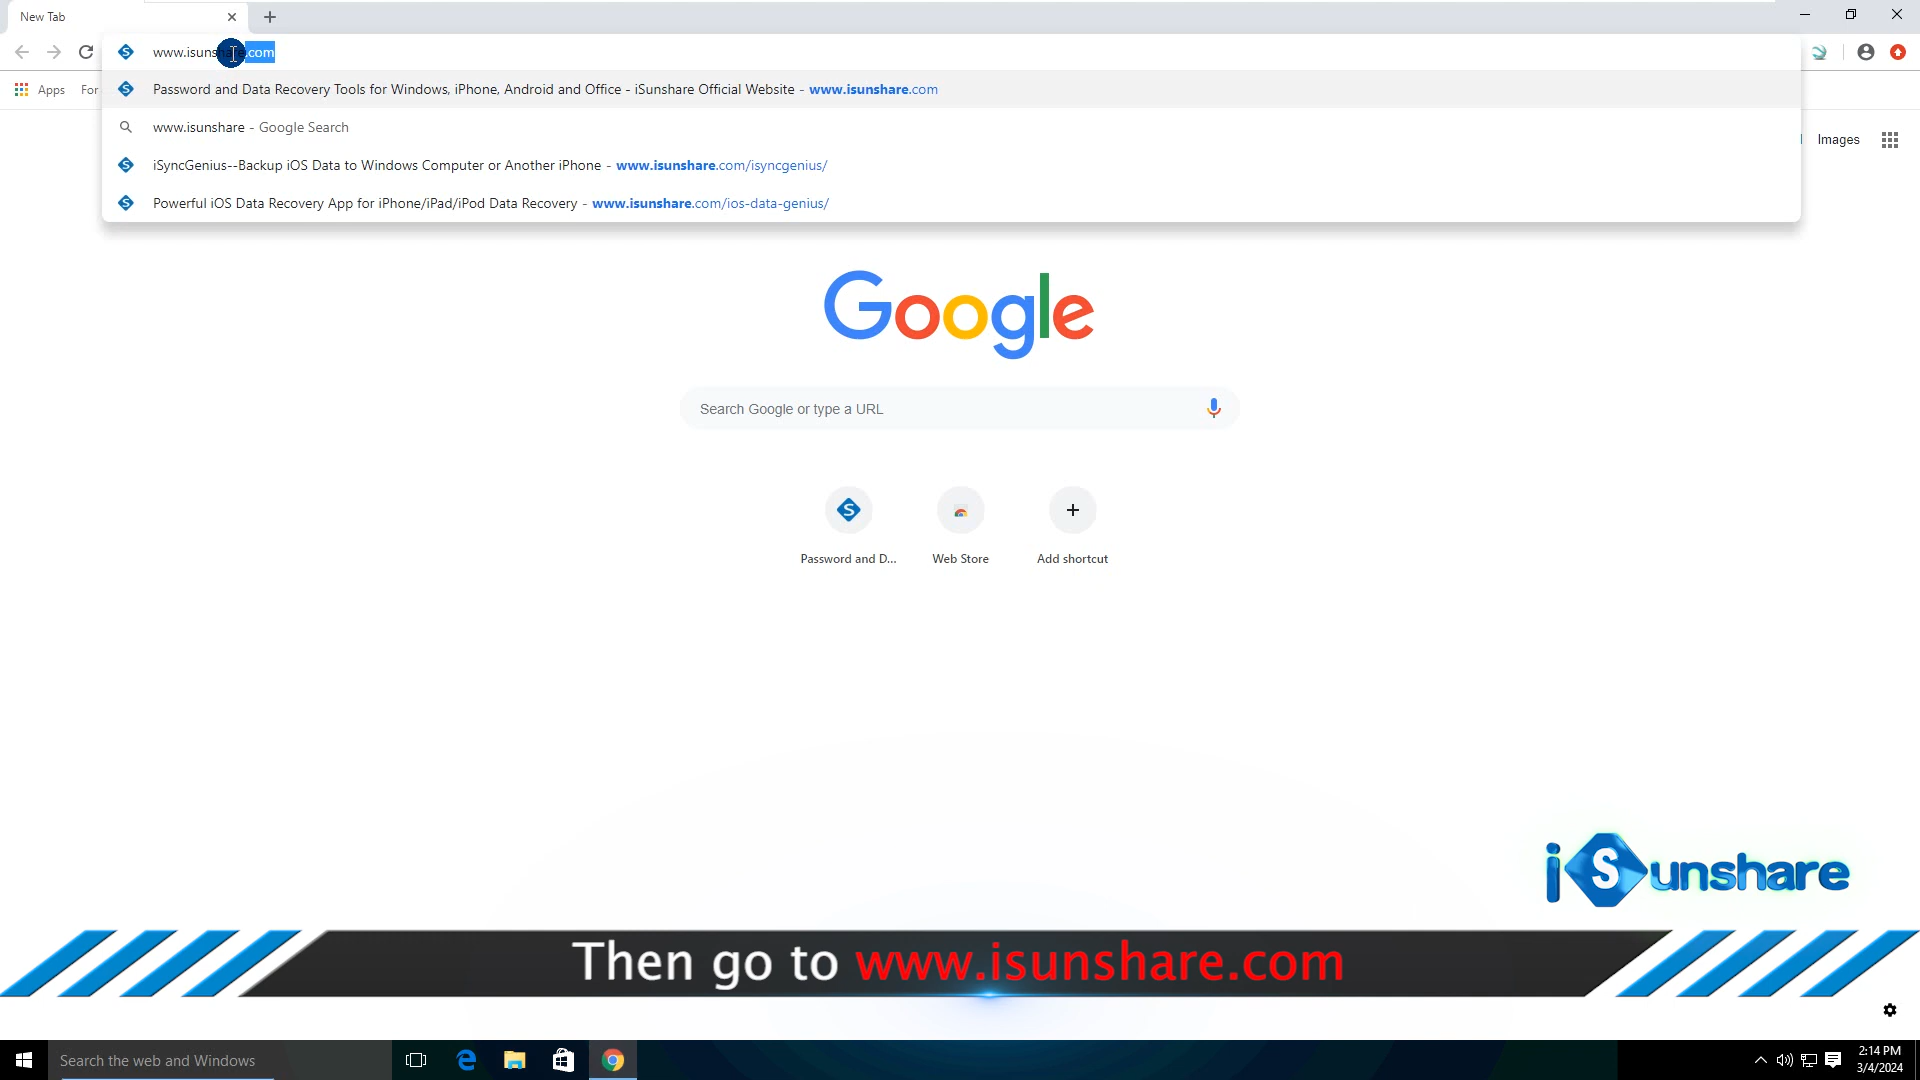 New Tab
www.isunshare.com
Apps
For
Password and Data Recovery Tools for Windows, iPhone, Android and Office - iSunshare Official Website - www.isunshare.com
www.isunshare - Google Search
iSyncGenius--Backup iOS Data to Windows Computer or Another iPhone - www.isunshare.com/isyncgenius/
Powerful iOS Data Recovery App for iPhone/iPad/iPod Data Recovery - www.isunshare.com/ios-data-genius/
Images
Google
Search Google or type a URL
Password and D...
Web Store
Add shortcut
iSunshare
Then go to www.isunshare.com
Search the web and Windows
2:14 PM
3/4/2024